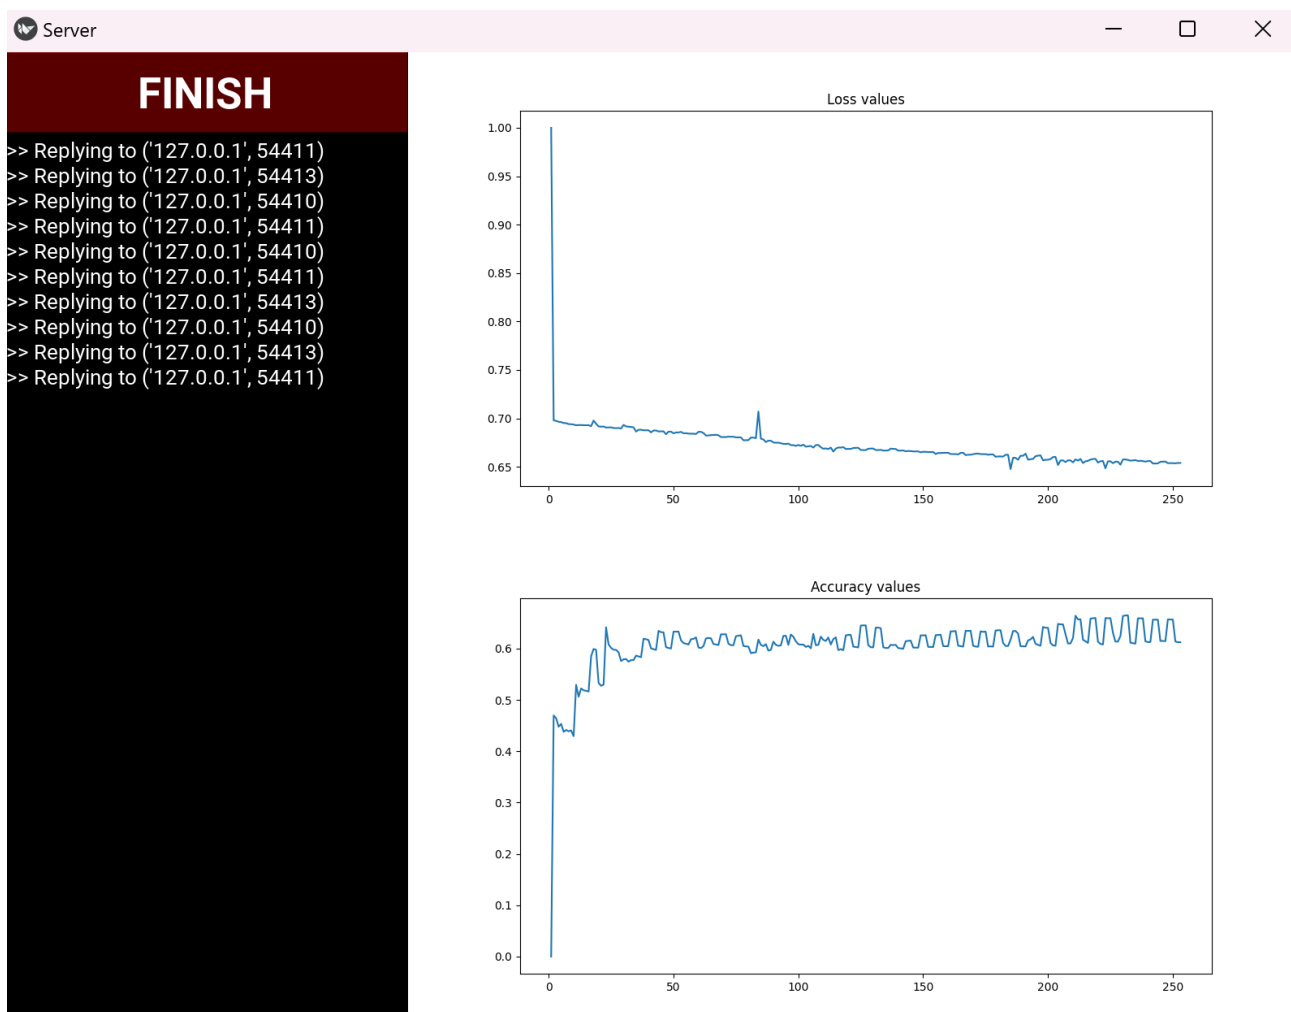 Server
FINISH
>> Replying to ('127.0.0.1', 54411)
>> Replying to ('127.0.0.1', 54413)
>> Replying to ('127.0.0.1', 54410)
>> Replying to ('127.0.0.1', 54411)
>> Replying to ('127.0.0.1', 54410)
>> Replying to ('127.0.0.1', 54411)
>> Replying to ('127.0.0.1', 54413)
>> Replying to ('127.0.0.1', 54410)
>> Replying to ('127.0.0.1', 54413)
>> Replying to ('127.0.0.1', 54411)
Loss values
1.00
0.95
0.90
0.85
0.80
0.75
0.70
0.65
0 50 100 150 200 250
Accuracy values
0.6
0.5
0.4
0.3
0.2
0.1
0.0
0 50 100 150 200 250